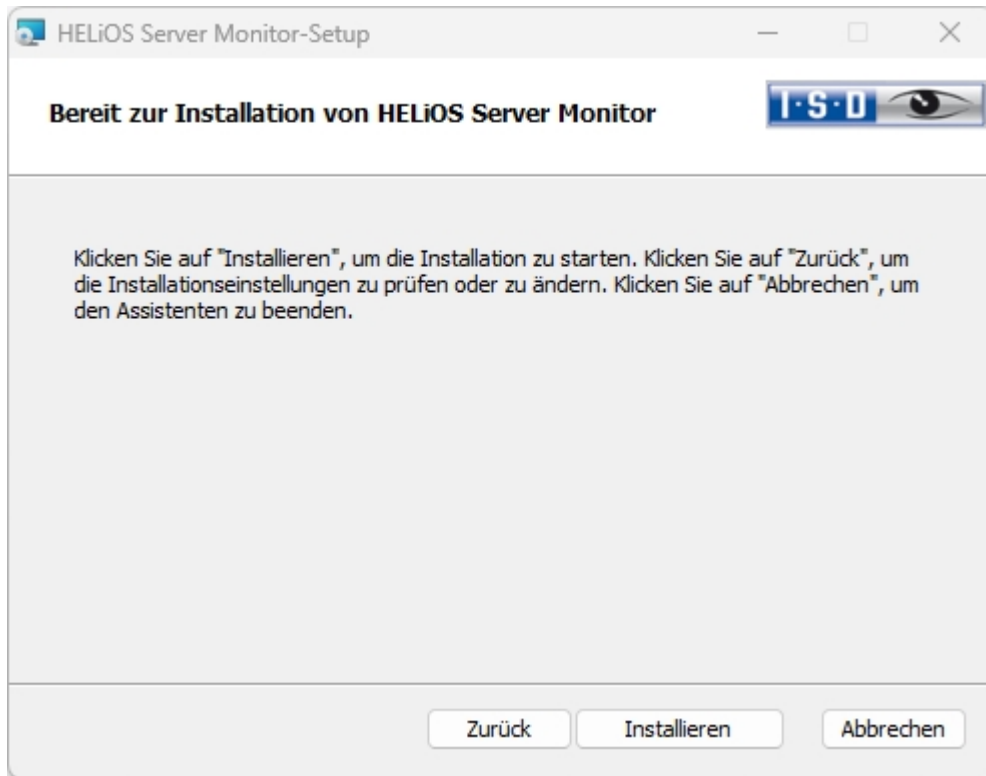 HELiOS Server Monitor-Setup
Bereit zur Installation von HELiOS Server Monitor
I·S·D
Klicken Sie auf "Installieren", um die Installation zu starten. Klicken Sie auf "Zurück", um
die Installationseinstellungen zu prüfen oder zu ändern. Klicken Sie auf "Abbrechen", um
den Assistenten zu beenden.
Zurück
Installieren
Abbrechen